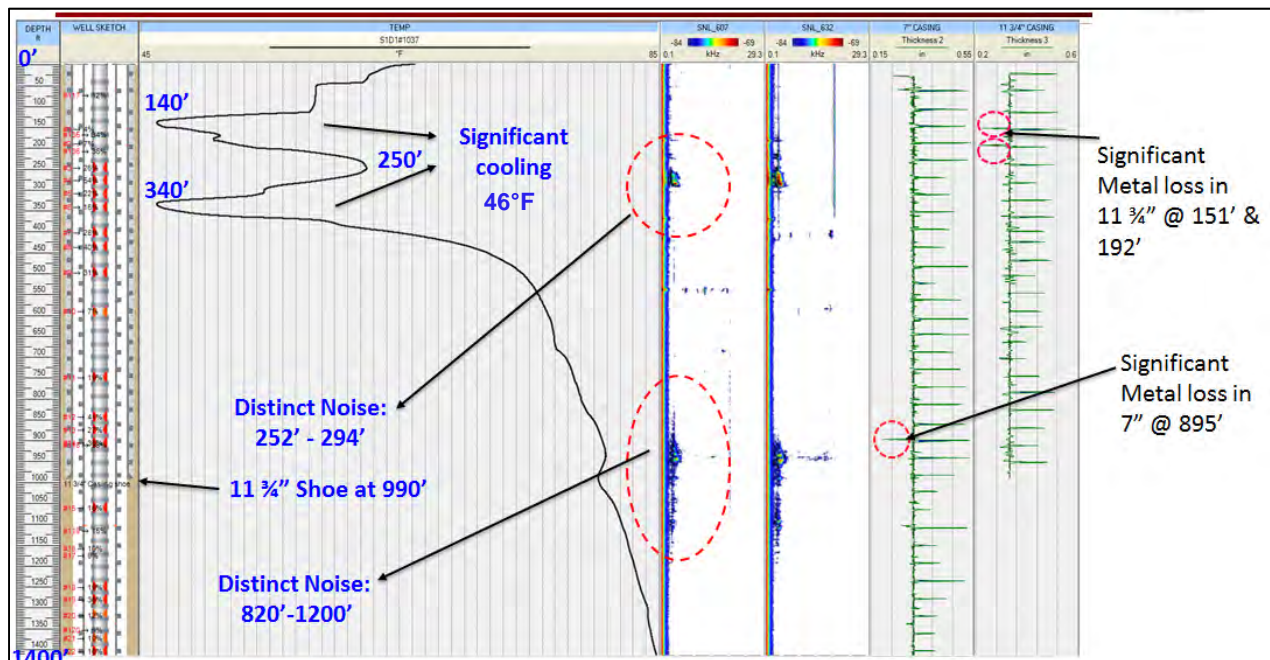 DEPTH
ft
WELL SKETCH
TEMP
S1D1#1037
45
°F
85
SNL_607
-84
-69
0.1
kHz
29.3
SNL_632
-84
-69
0.1
kHz
29.3
7" CASING
Thickness 2
0.15
in
0.55
11 3/4" CASING
Thickness 3
0.2
in
0.6
0'
50
100
150
200
250
300
350
400
450
500
550
600
650
700
750
800
850
900
950
1000
1050
1100
1150
1200
1250
1300
1350
1400
1400'
140'
250'
340'
Significant
cooling
46°F
Distinct Noise:
252' - 294'
11 ¾" Shoe at 990'
11 3/4" Casing shoe
Distinct Noise:
820'-1200'
Significant
Metal loss in
11 ¾" @ 151' &
192'
Significant
Metal loss in
7" @ 895'